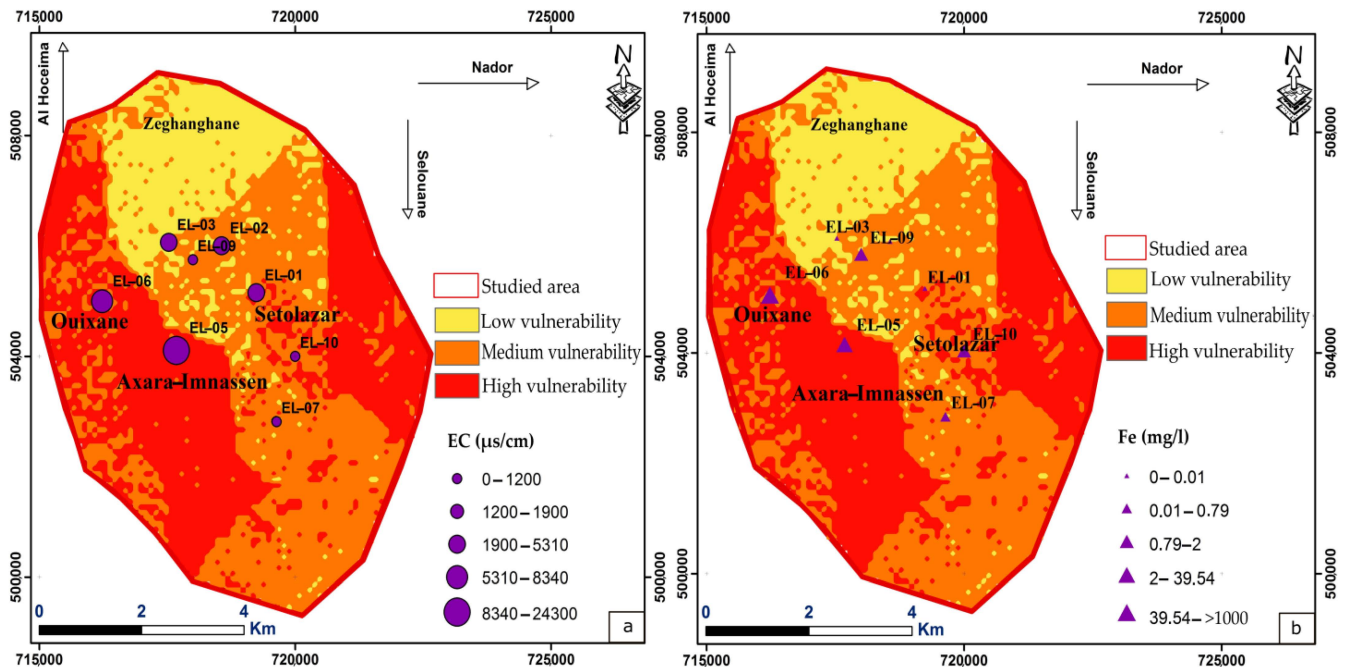 715000 720000 725000
508000
504000
500000
Al Hoceima
Nador
Selouane
N
Zeghanghane
EL–03
EL–02
EL–09
EL–06
EL–01
Ouixane
Setolazar
EL–05
EL–10
Axara–Imnassen
EL–07
Studied area
Low vulnerability
Medium vulnerability
High vulnerability
EC (µs/cm)
0–1200
1200–1900
1900–5310
5310–8340
8340–24300
0 2 4
Km
a
715000 720000 725000
715000 720000 725000
508000
504000
500000
508000
504000
500000
Al Hoceima
Nador
Selouane
N
Zeghanghane
EL–03
EL–09
EL–06
EL–01
Ouixane
EL–05
EL–10
Setolazar
Axara–Imnassen
EL–07
Studied area
Low vulnerability
Medium vulnerability
High vulnerability
Fe (mg/l)
0–0.01
0.01–0.79
0.79–2
2–39.54
39.54–>1000
0 2 4
Km
b
715000 720000 725000
508000
504000
500000